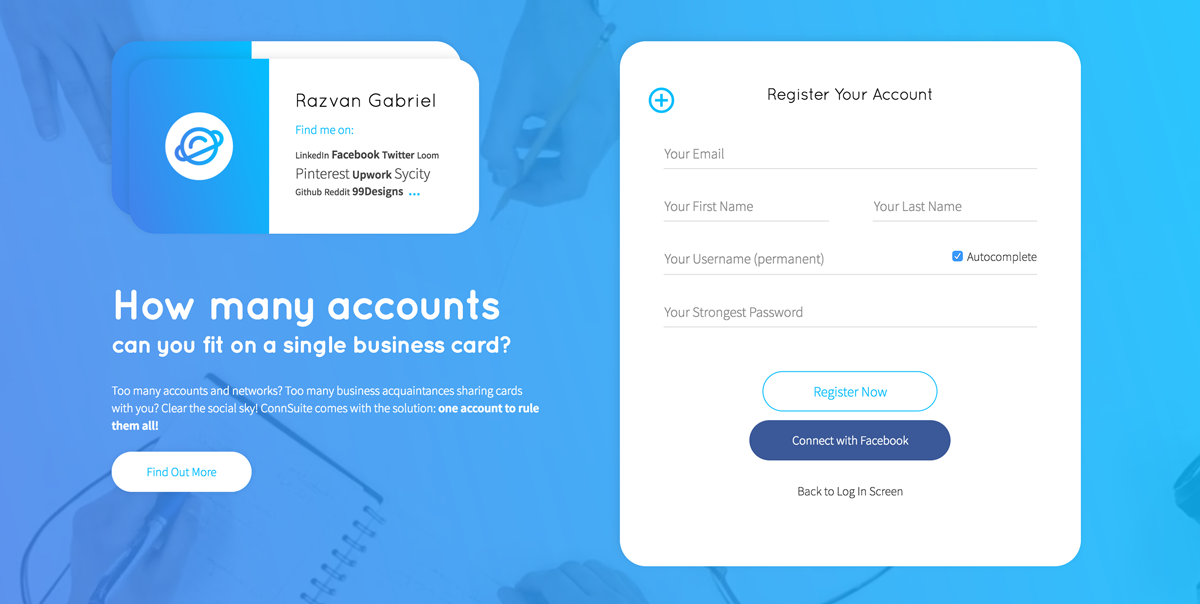 Razvan Gabriel
Find me on:
LinkedIn Facebook Twitter Loom
Pinterest Upwork Sycity
Github Reddit 99Designs ...
How many accounts
can you fit on a single business card?
Too many accounts and networks? Too many business acquaintances sharing cards
with you? Clear the social sky! ConnSuite comes with the solution: one account to rule
them all!
Find Out More
Register Your Account
Your Email
Your First Name Your Last Name
Your Username (permanent) Autocomplete
Your Strongest Password
Register Now
Connect with Facebook
Back to Log In Screen